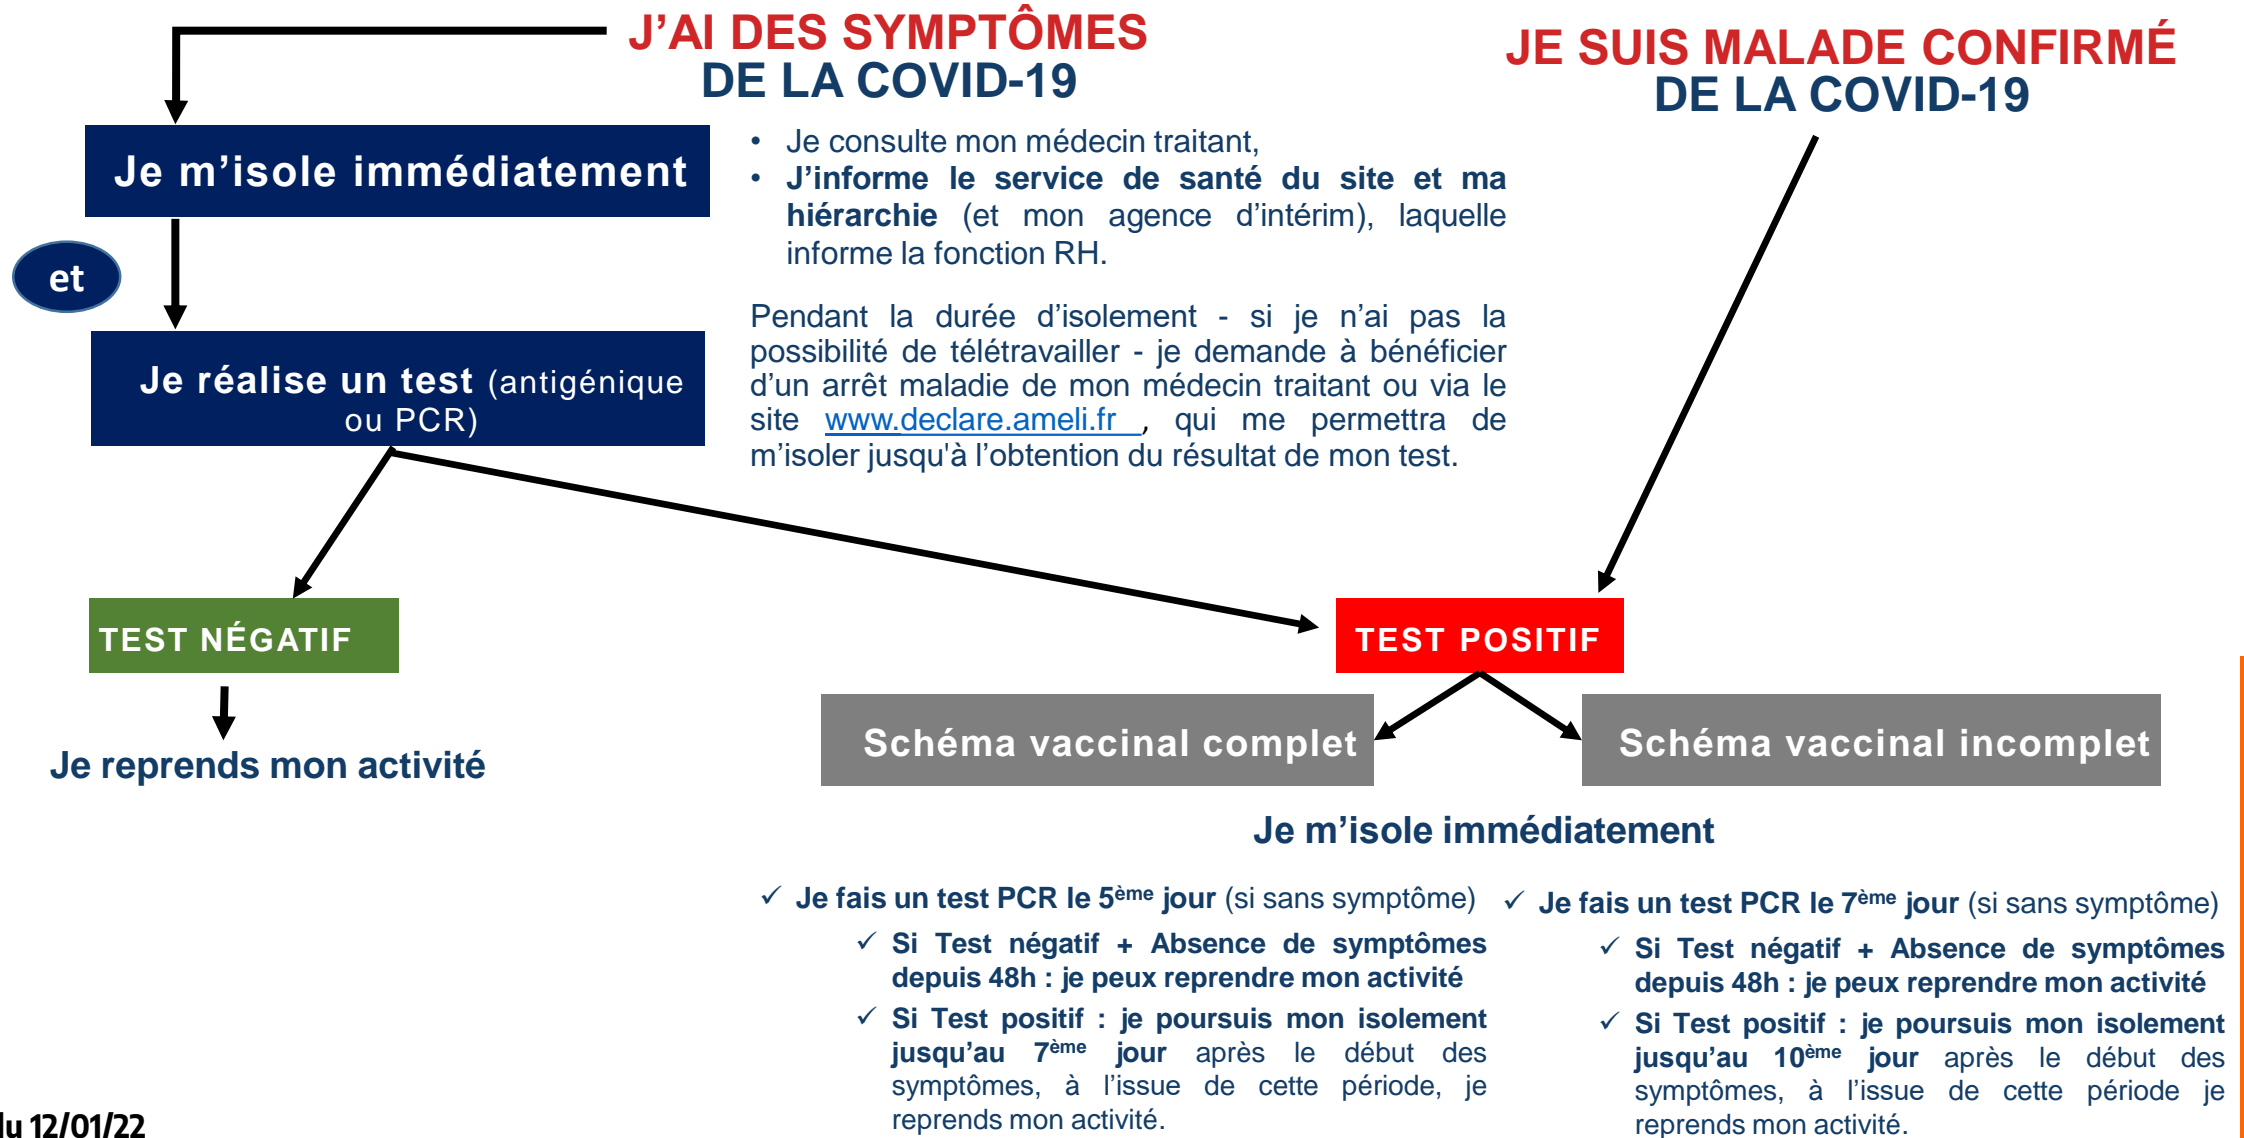 J’AI DES SYMPTÔMES
DE LA COVID-19
JE SUIS MALADE CONFIRMÉ
DE LA COVID-19
Je m’isole immédiatement
et
Je réalise un test (antigénique
ou PCR)
• Je consulte mon médecin traitant,
• J’informe le service de santé du site et ma
hiérarchie (et mon agence d’intérim), laquelle
informe la fonction RH.
Pendant la durée d’isolement - si je n’ai pas la
possibilité de télétravailler - je demande à bénéficier
d’un arrêt maladie de mon médecin traitant ou via le
site www.declare.ameli.fr , qui me permettra de
m’isoler jusqu'à l’obtention du résultat de mon test.
TEST NÉGATIF
Je reprends mon activité
TEST POSITIF
Schéma vaccinal complet
Schéma vaccinal incomplet
Je m’isole immédiatement
✓ Je fais un test PCR le 5ème jour (si sans symptôme)
✓ Si Test négatif + Absence de symptômes
depuis 48h : je peux reprendre mon activité
✓ Si Test positif : je poursuis mon isolement
jusqu’au 7ème jour après le début des
symptômes, à l’issue de cette période, je
reprends mon activité.
✓ Je fais un test PCR le 7ème jour (si sans symptôme)
✓ Si Test négatif + Absence de symptômes
depuis 48h : je peux reprendre mon activité
✓ Si Test positif : je poursuis mon isolement
jusqu’au 10ème jour après le début des
symptômes, à l’issue de cette période je
reprends mon activité.
du 12/01/22